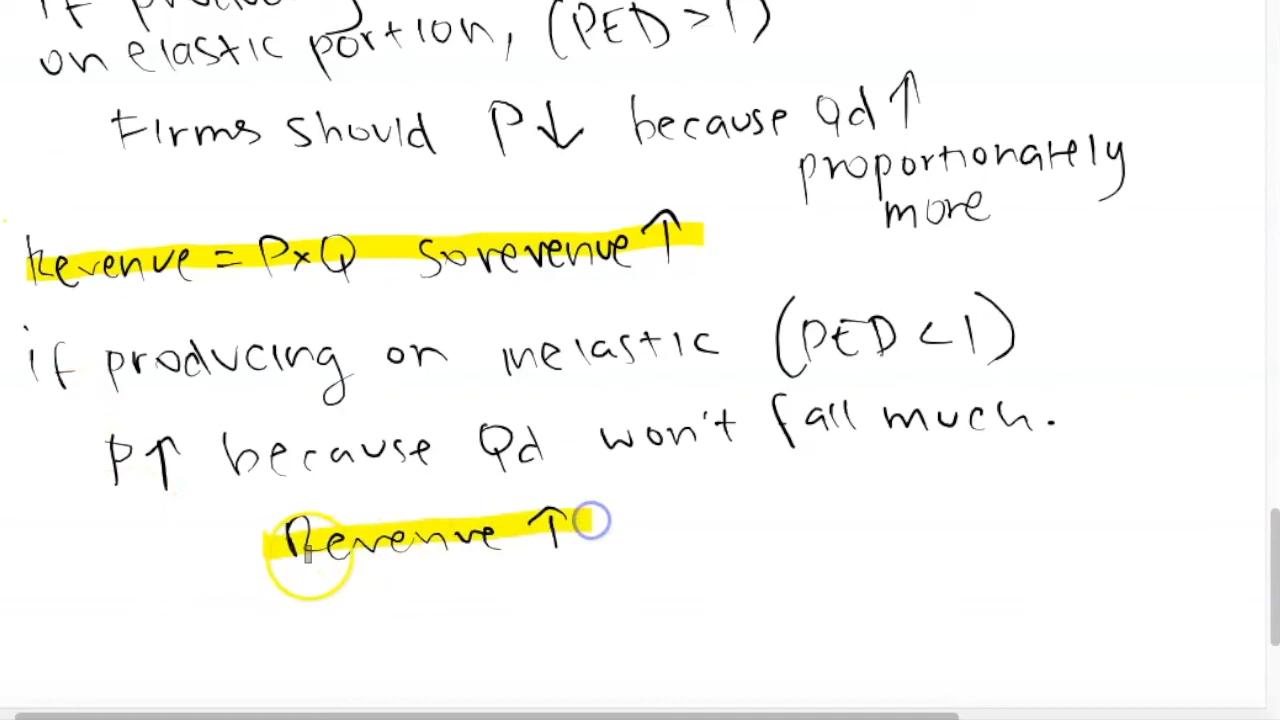 if
on elastic portion, (PED > 1)
Firms should P↓ because Qd ↑
proportionately
more
Revenue = P x Q so revenue ↑
if producing on inelastic (PED < 1)
P↑ because Qd won't fall much.
Revenue ↑